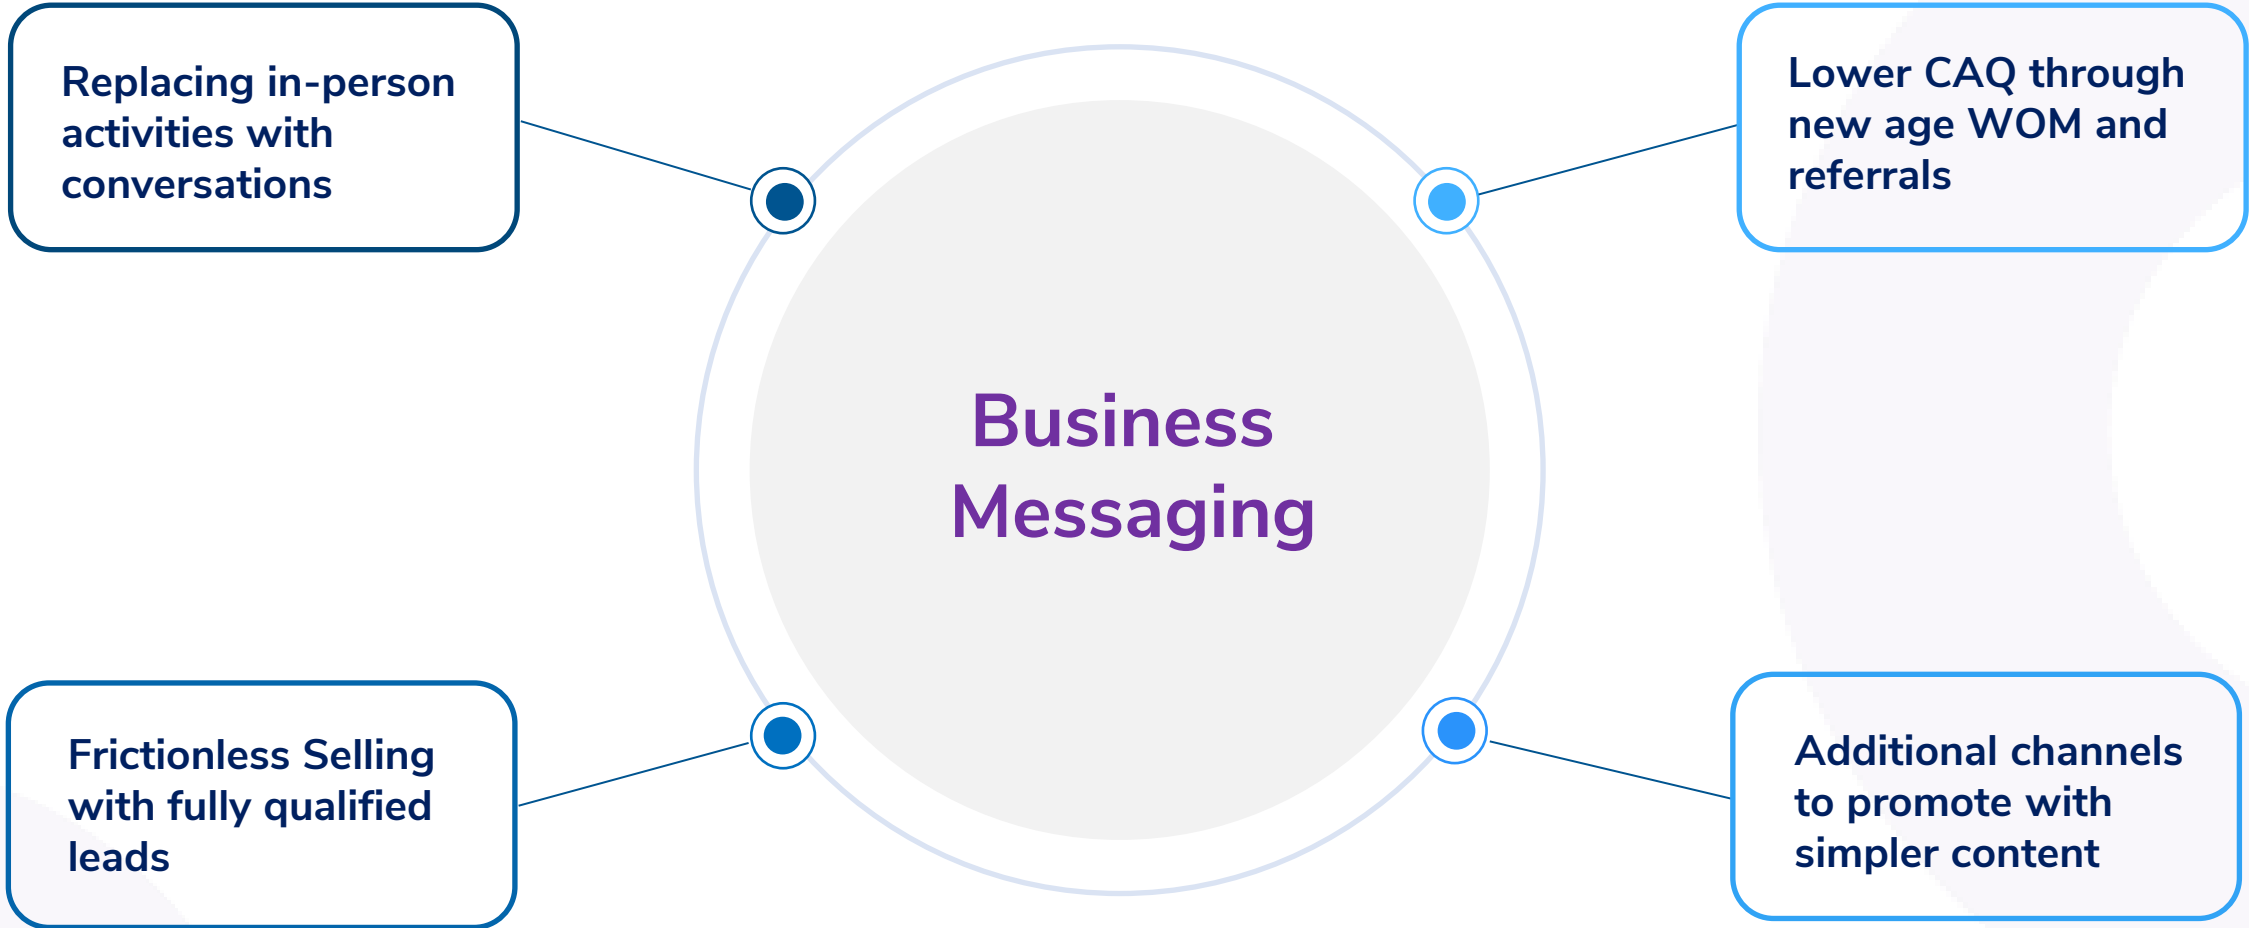 Replacing in-person
activities with
conversations
Lower CAQ through
new age WOM and
referrals
Business
Messaging
Frictionless Selling
with fully qualified
leads
Additional channels
to promote with
simpler content